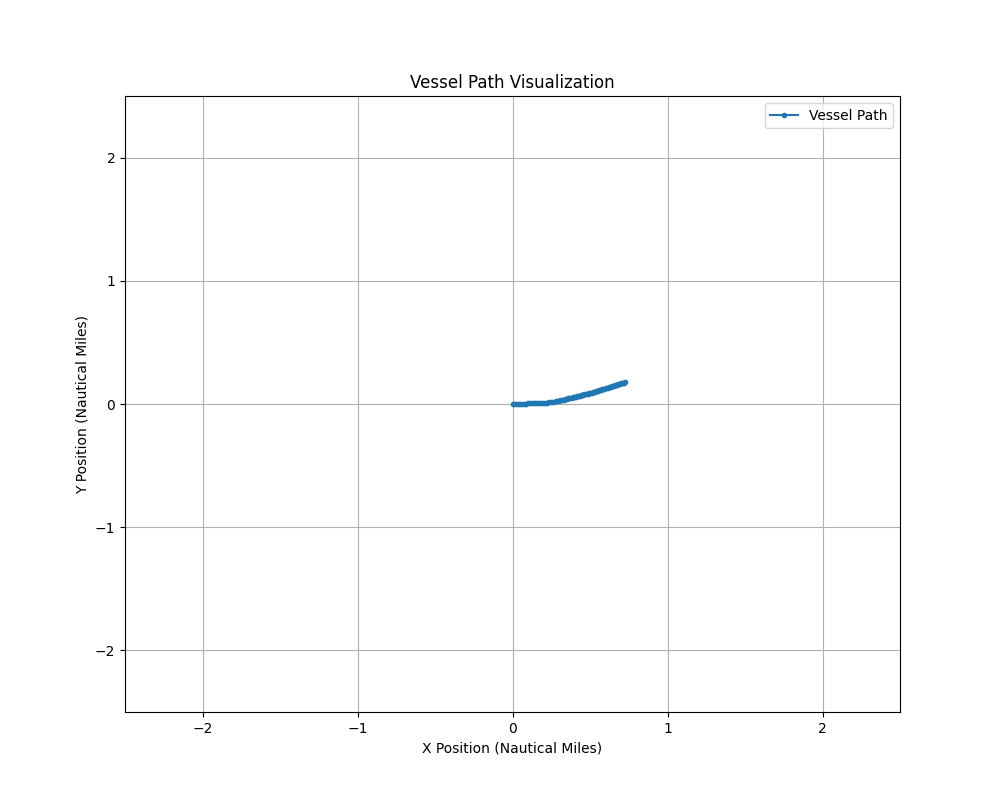 Vessel Path Visualization
Vessel Path
2
1
0
−1
−2
Y Position (Nautical Miles)
−2
−1
0
1
2
X Position (Nautical Miles)